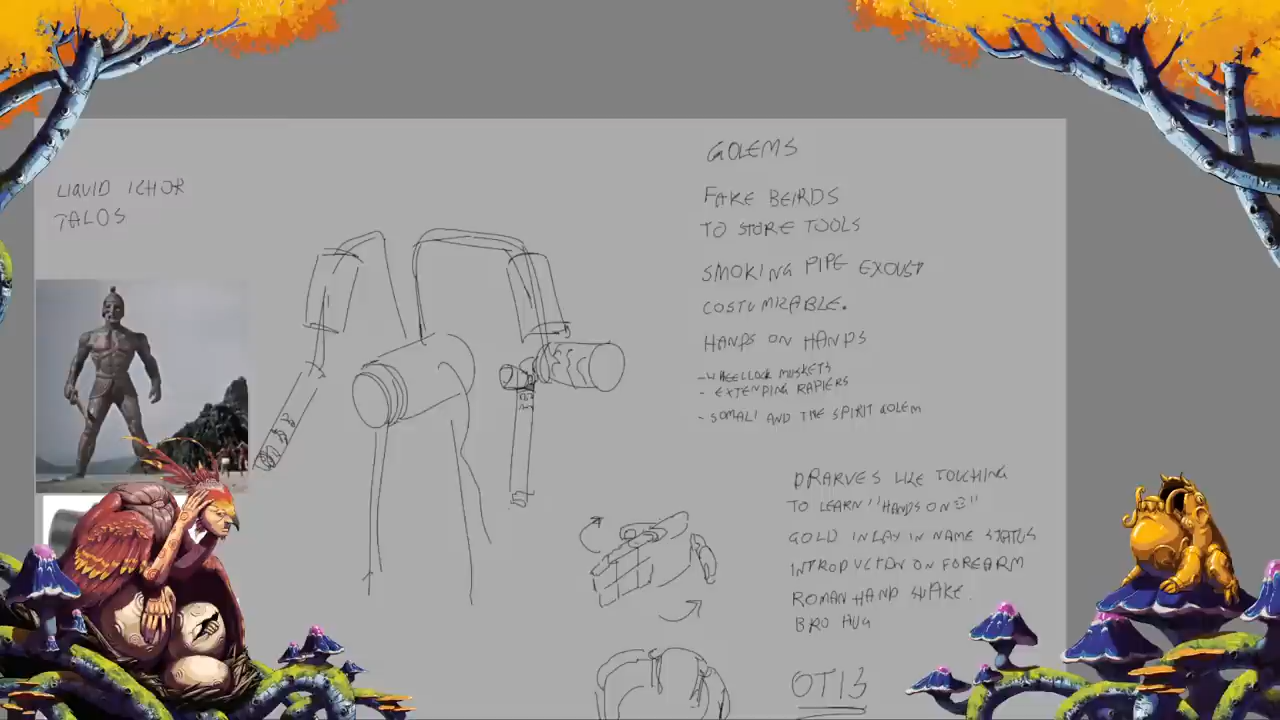 LIQUID ICHOR
TALOS
GOLEMS
FAKE BEIRDS
TO STORE TOOLS
SMOKING PIPE EXOUST
COSTUMIZABLE.
HANDS ON HANDS
- WHEELLOCK MUSKETS
- EXTENDING RAPIERS
- SOMALI AND THE SPIRIT GOLEM
DRARVES LIKE TOUCHING
TO LEARN "HANDS ON"
GOLD INLAY IN NAME STATUS
INTRODUCTION ON FOREARM
ROMAN HAND SHAKE.
BRO HUG
OTIS